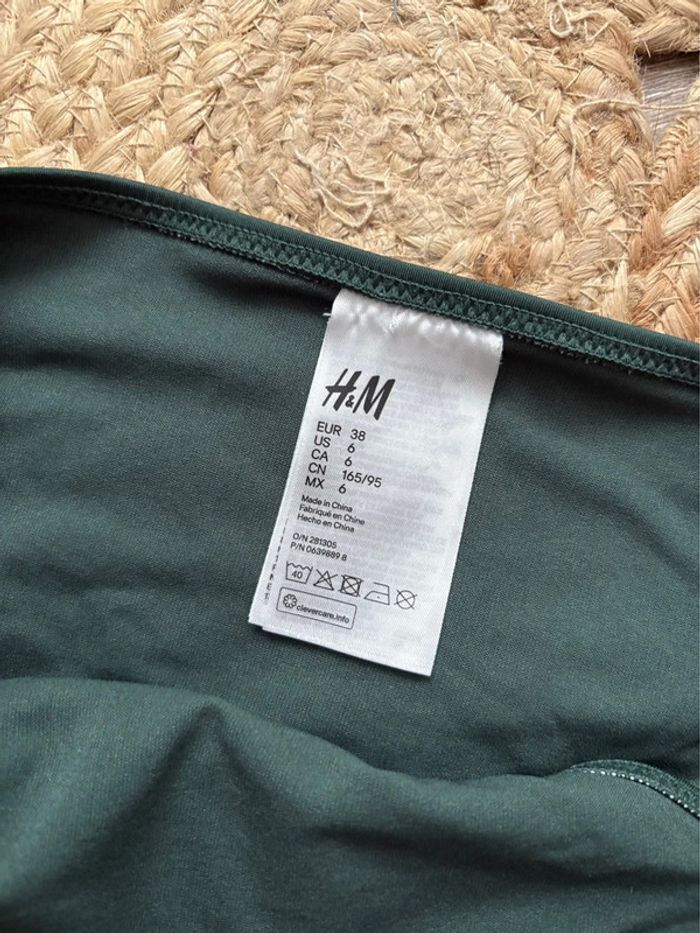 H&M
EUR 38
US 6
CA 6
CN 165/95
MX 6
Made in China
Fabriqué en Chine
Hecho en China
O/N 281305
P/N 0639889 8
40
clevercare.info